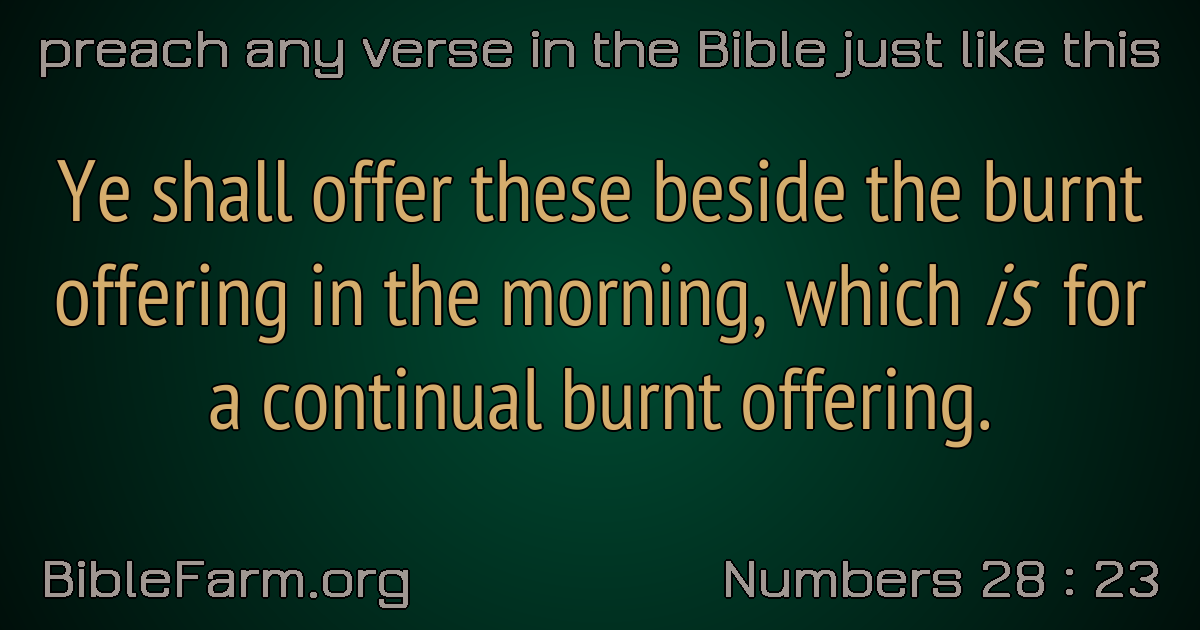 preach any verse in the Bible just like this
Ye shall offer these beside the burnt
offering in the morning, which is for
a continual burnt offering.
BibleFarm.org
Numbers 28 : 23